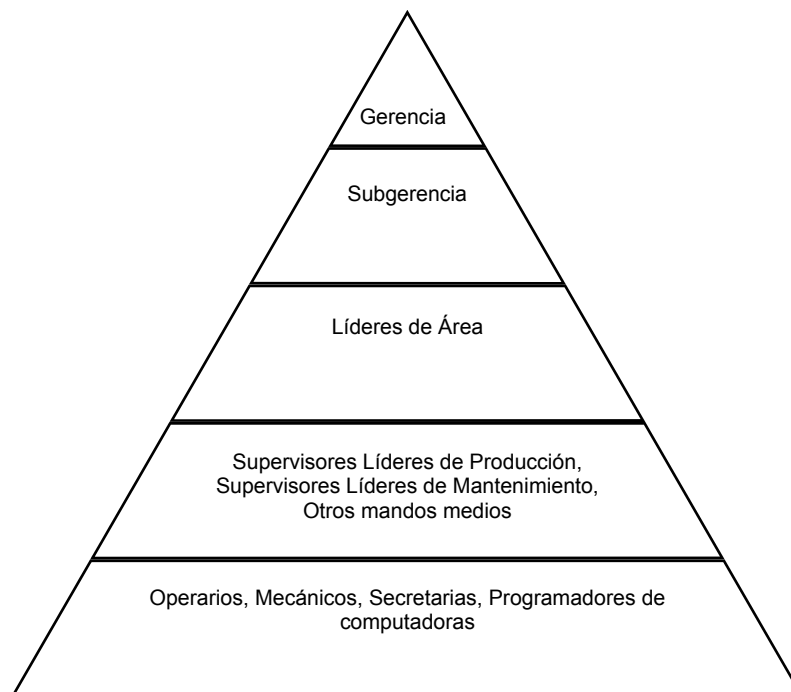 Gerencia
Subgerencia
Líderes de Área
Supervisores Líderes de Producción,
Supervisores Líderes de Mantenimiento,
Otros mandos medios
Operarios, Mecánicos, Secretarias, Programadores de
computadoras